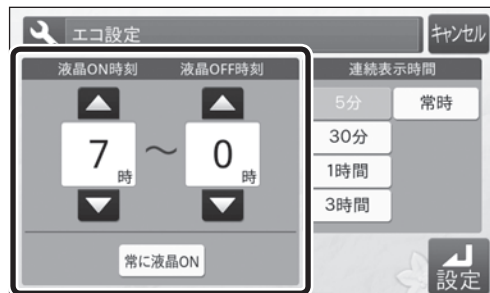 エコ設定
キャンセル
液晶ON時刻 液晶OFF時刻
連続表示時間
7時 ～ 0時
常に液晶ON
5分
常時
30分
1時間
3時間
設定